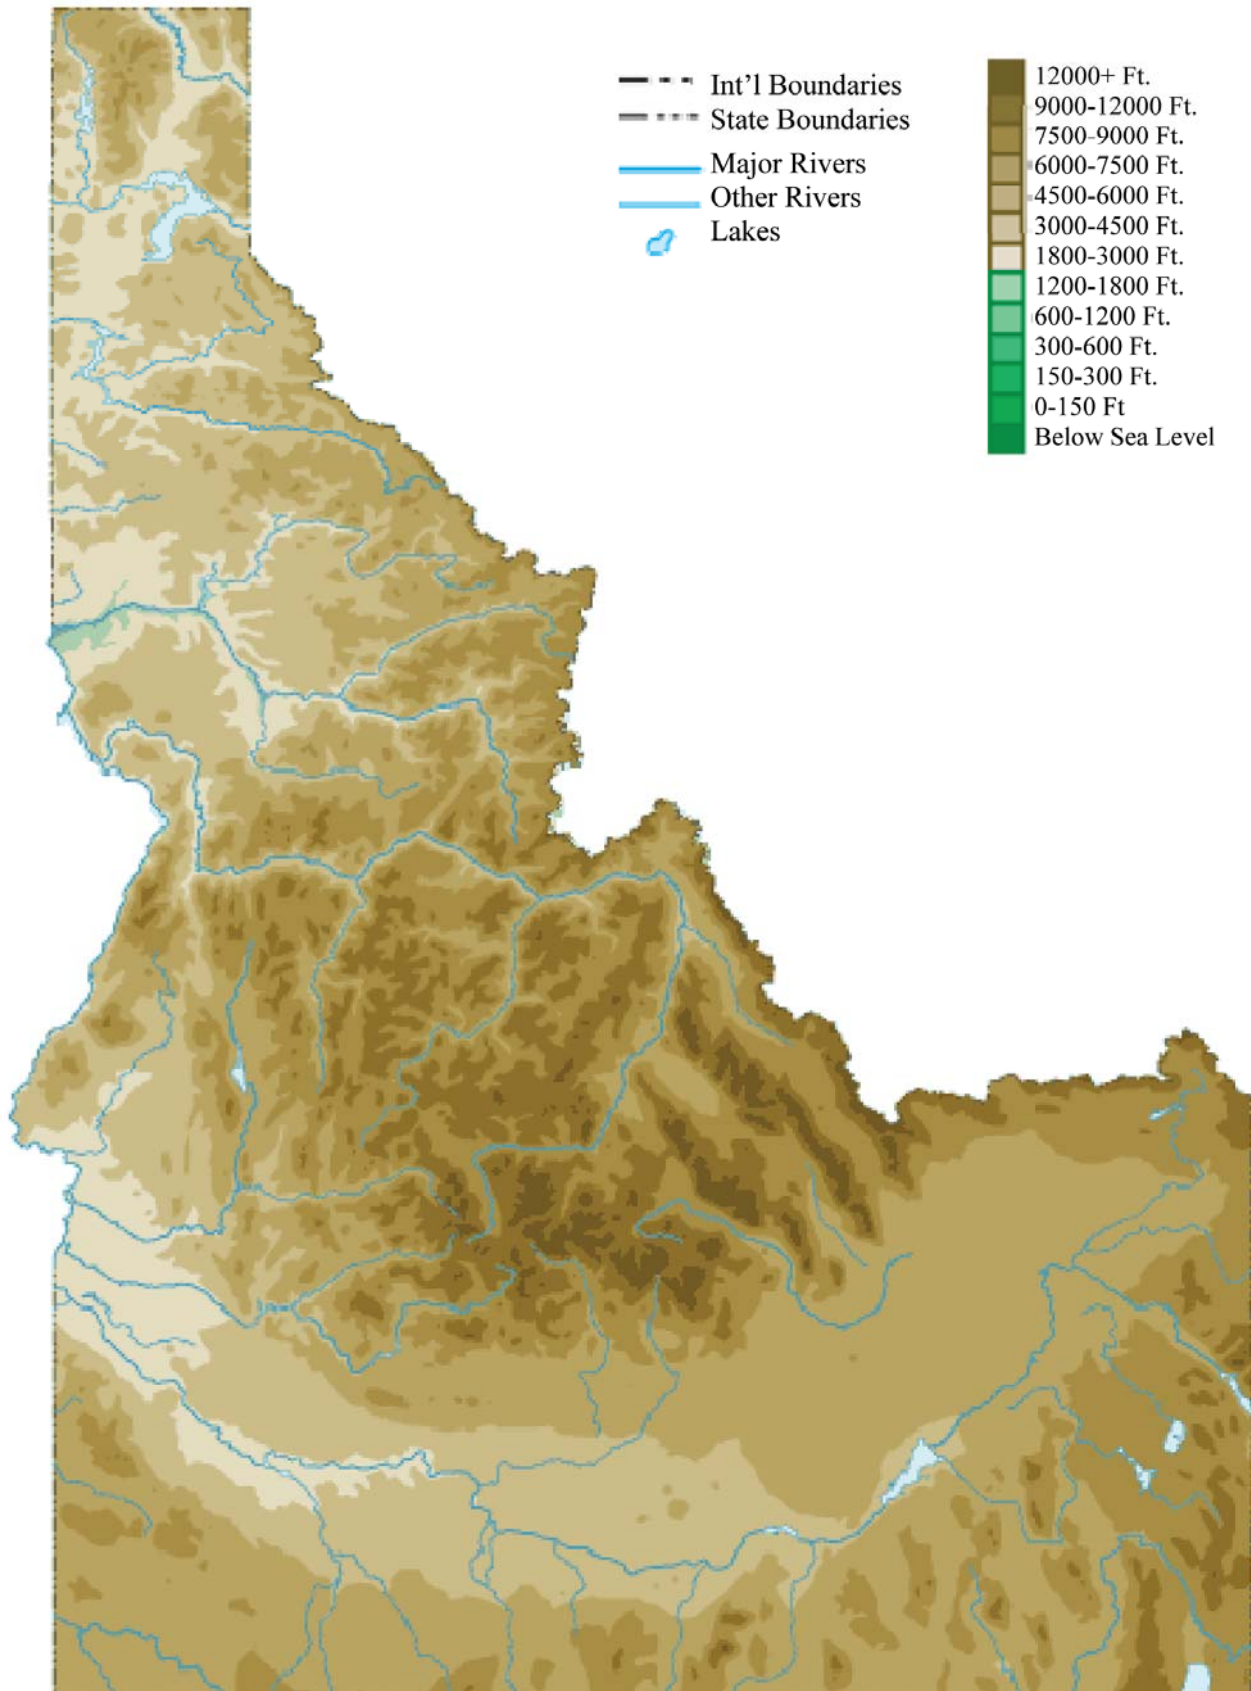 Int'l Boundaries
State Boundaries
Major Rivers
Other Rivers
Lakes
12000+ Ft.
9000-12000 Ft.
7500-9000 Ft.
6000-7500 Ft.
4500-6000 Ft.
3000-4500 Ft.
1800-3000 Ft.
1200-1800 Ft.
600-1200 Ft.
300-600 Ft.
150-300 Ft.
0-150 Ft
Below Sea Level